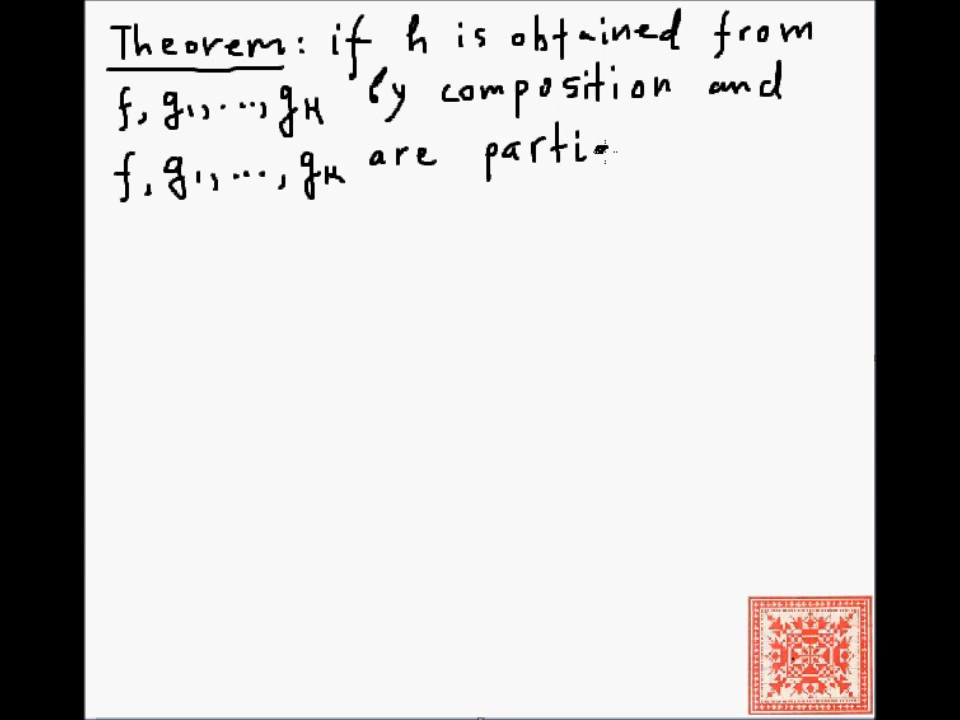 Theorem: if h is obtained from
f, g1, ..., gk by composition and
f, g1, ..., gk are parti